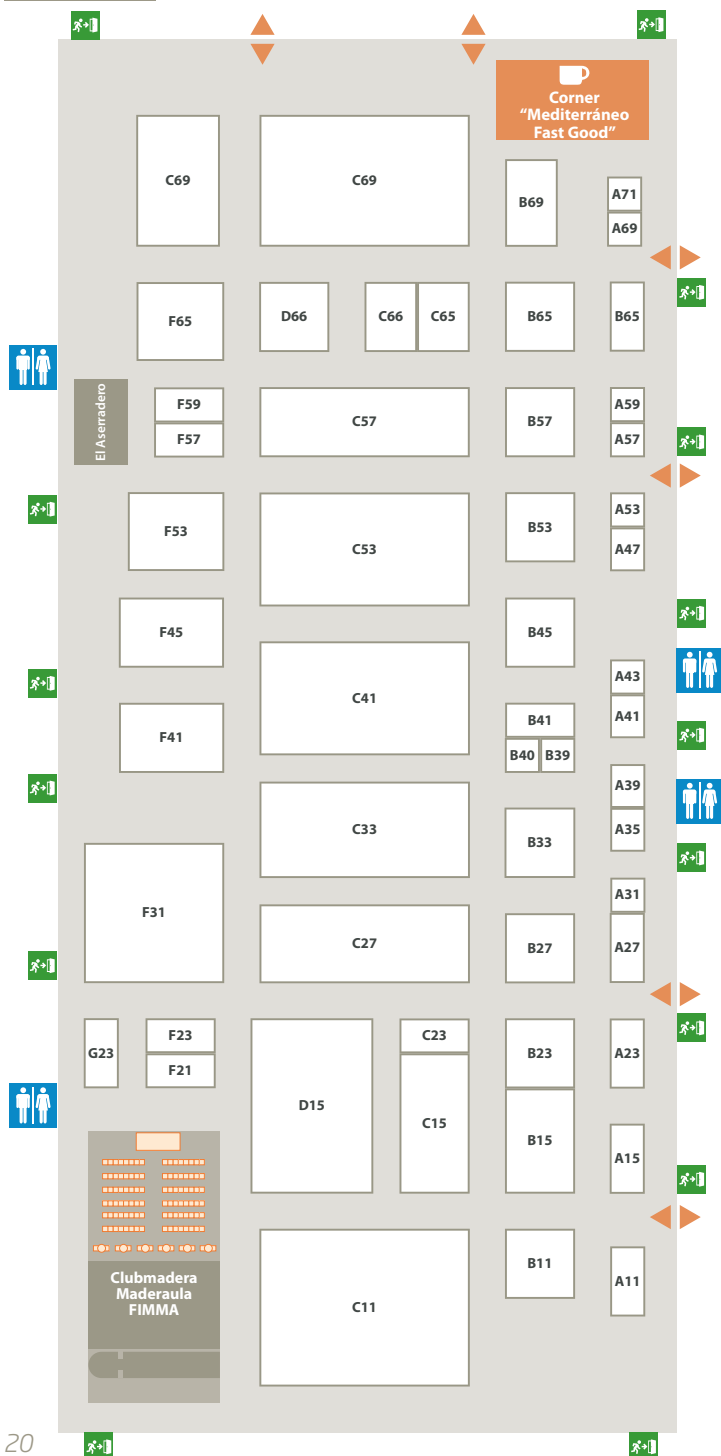 Corner
“Mediterráneo
Fast Good”
C69
C69
B69
A71
A69
F65
D66
C66
C65
B65
B65
El Aserradero
F59
F57
C57
B57
A59
A57
F53
C53
B53
A53
A47
F45
B45
C41
A43
A41
F41
B41
B40
B39
A39
A35
C33
B33
F31
A31
A27
C27
B27
G23
F23
F21
D15
C23
C15
B23
B15
A23
A15
Clubmadera
Maderaula
FIMMA
C11
B11
A11
20